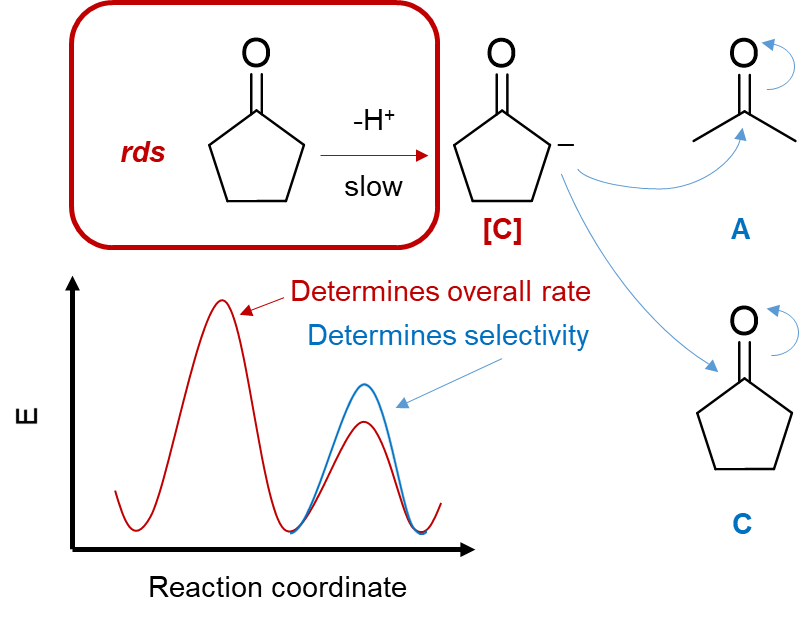 O
O
O
rds
-H⁺
slow
–
[C]
A
Determines overall rate
Determines selectivity
O
C
E
Reaction coordinate